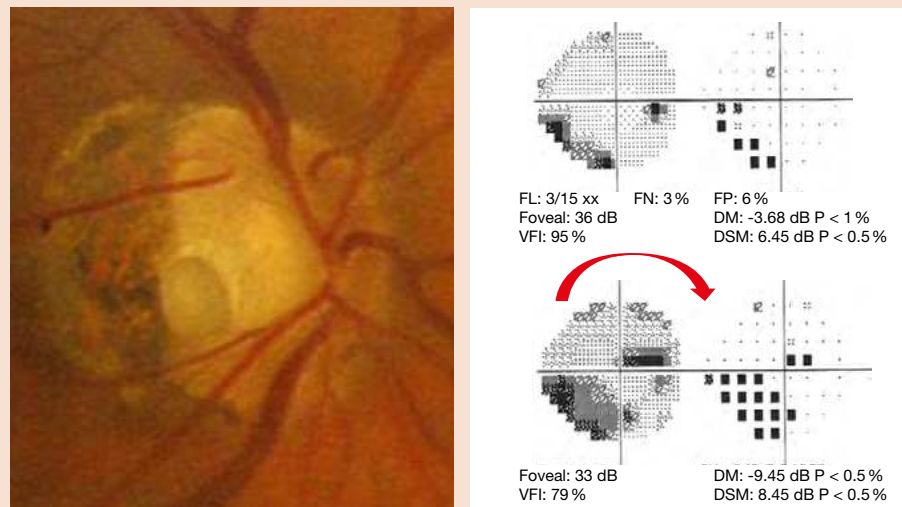 FL: 3/15 xx FN: 3 % FP: 6 %
Foveal: 36 dB DM: -3.68 dB P < 1 %
VFI: 95 % DSM: 6.45 dB P < 0.5 %
Foveal: 33 dB DM: -9.45 dB P < 0.5 %
VFI: 79 % DSM: 8.45 dB P < 0.5 %